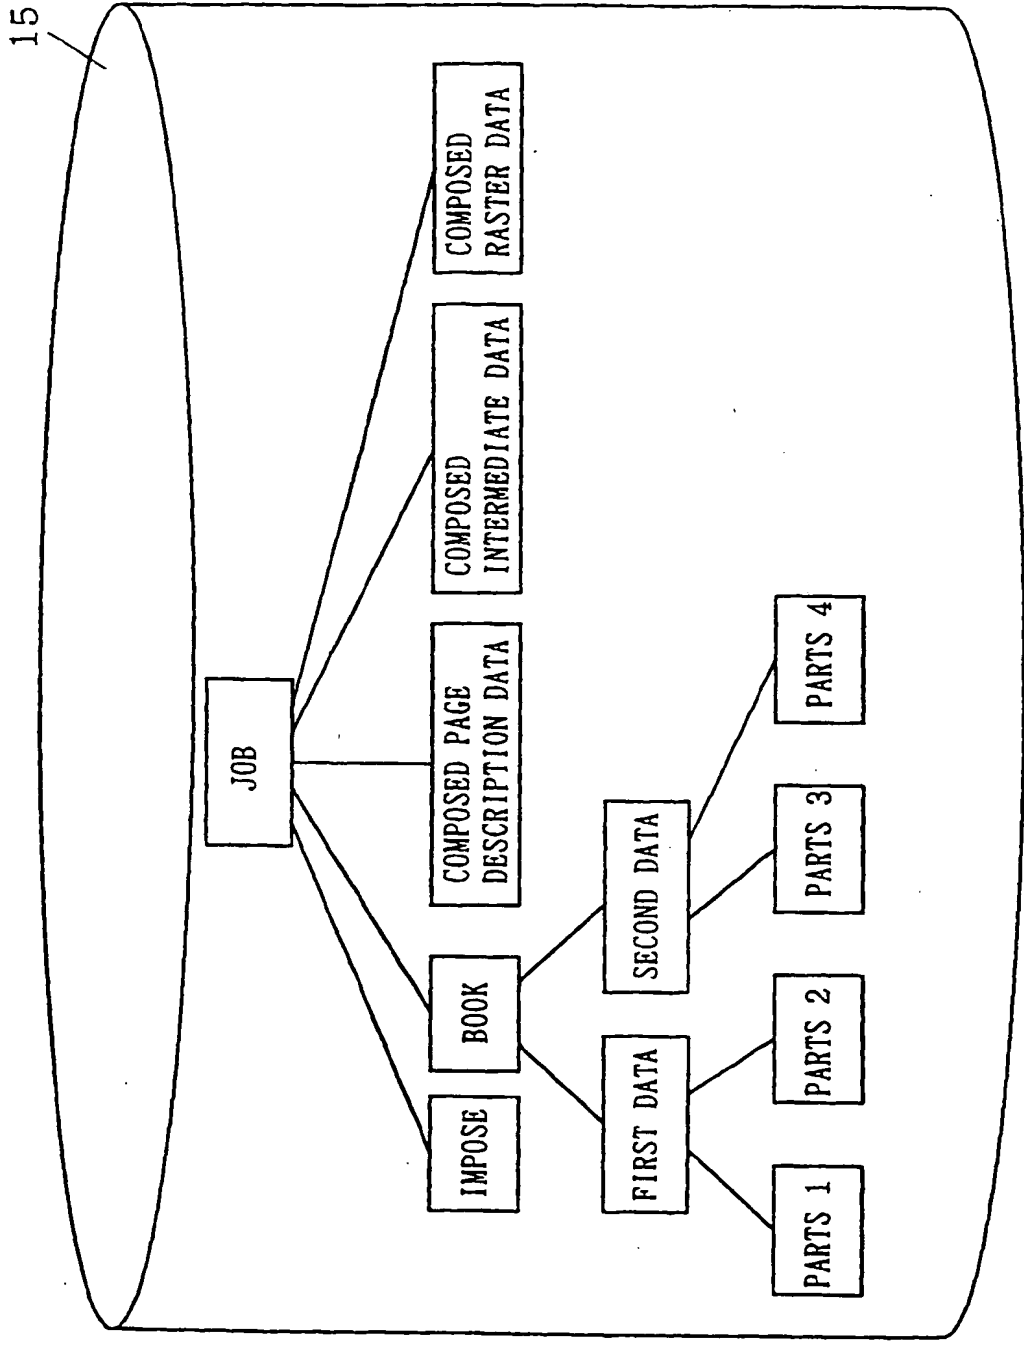 15
JOB
IMPOSE
BOOK
COMPOSED PAGE
DESCRIPTION DATA
COMPOSED
INTERMEDIATE DATA
COMPOSED
RASTER DATA
FIRST DATA
SECOND DATA
PARTS 1
PARTS 2
PARTS 3
PARTS 4